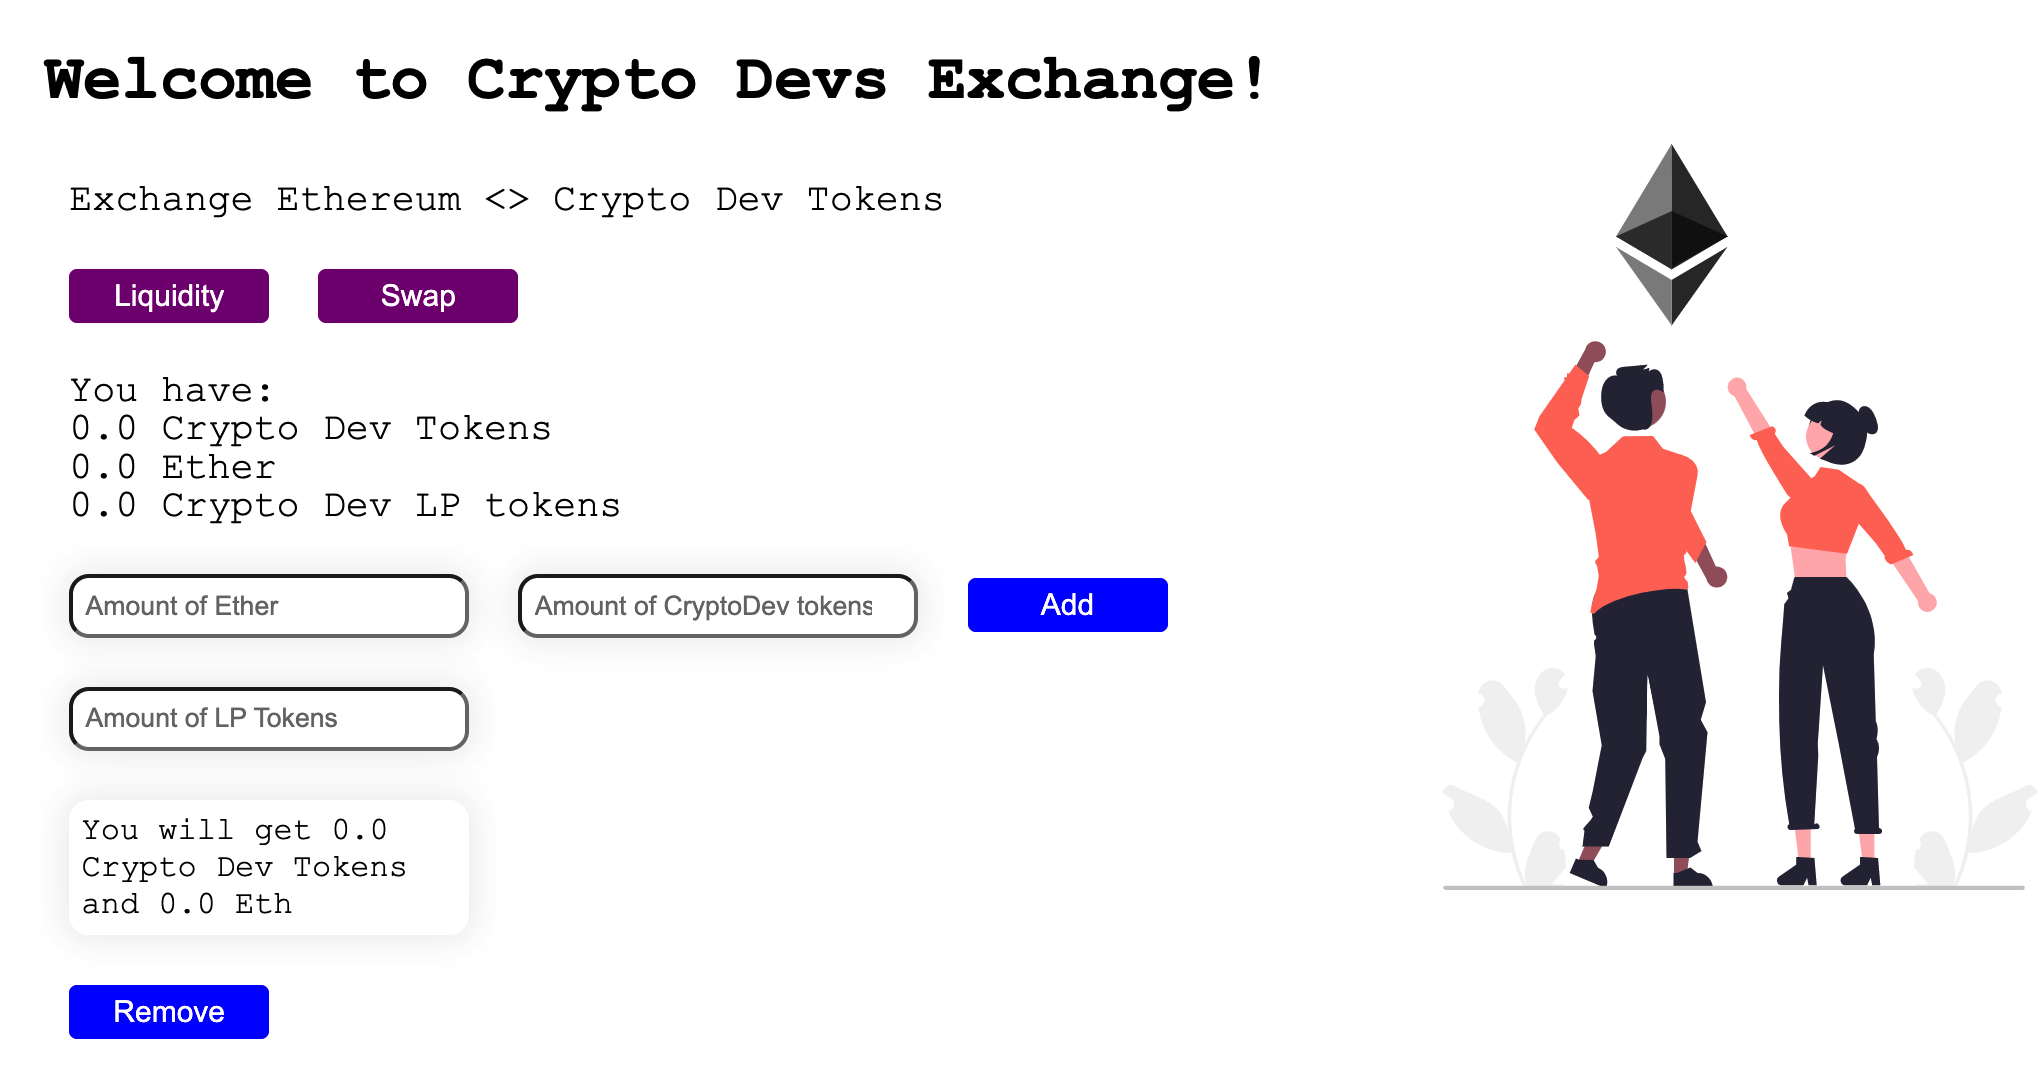 Welcome to Crypto Devs Exchange!
Exchange Ethereum <> Crypto Dev Tokens
Liquidity
Swap
You have:
0.0 Crypto Dev Tokens
0.0 Ether
0.0 Crypto Dev LP tokens
Amount of Ether
Amount of CryptoDev tokens
Add
Amount of LP Tokens
You will get 0.0
Crypto Dev Tokens
and 0.0 Eth
Remove